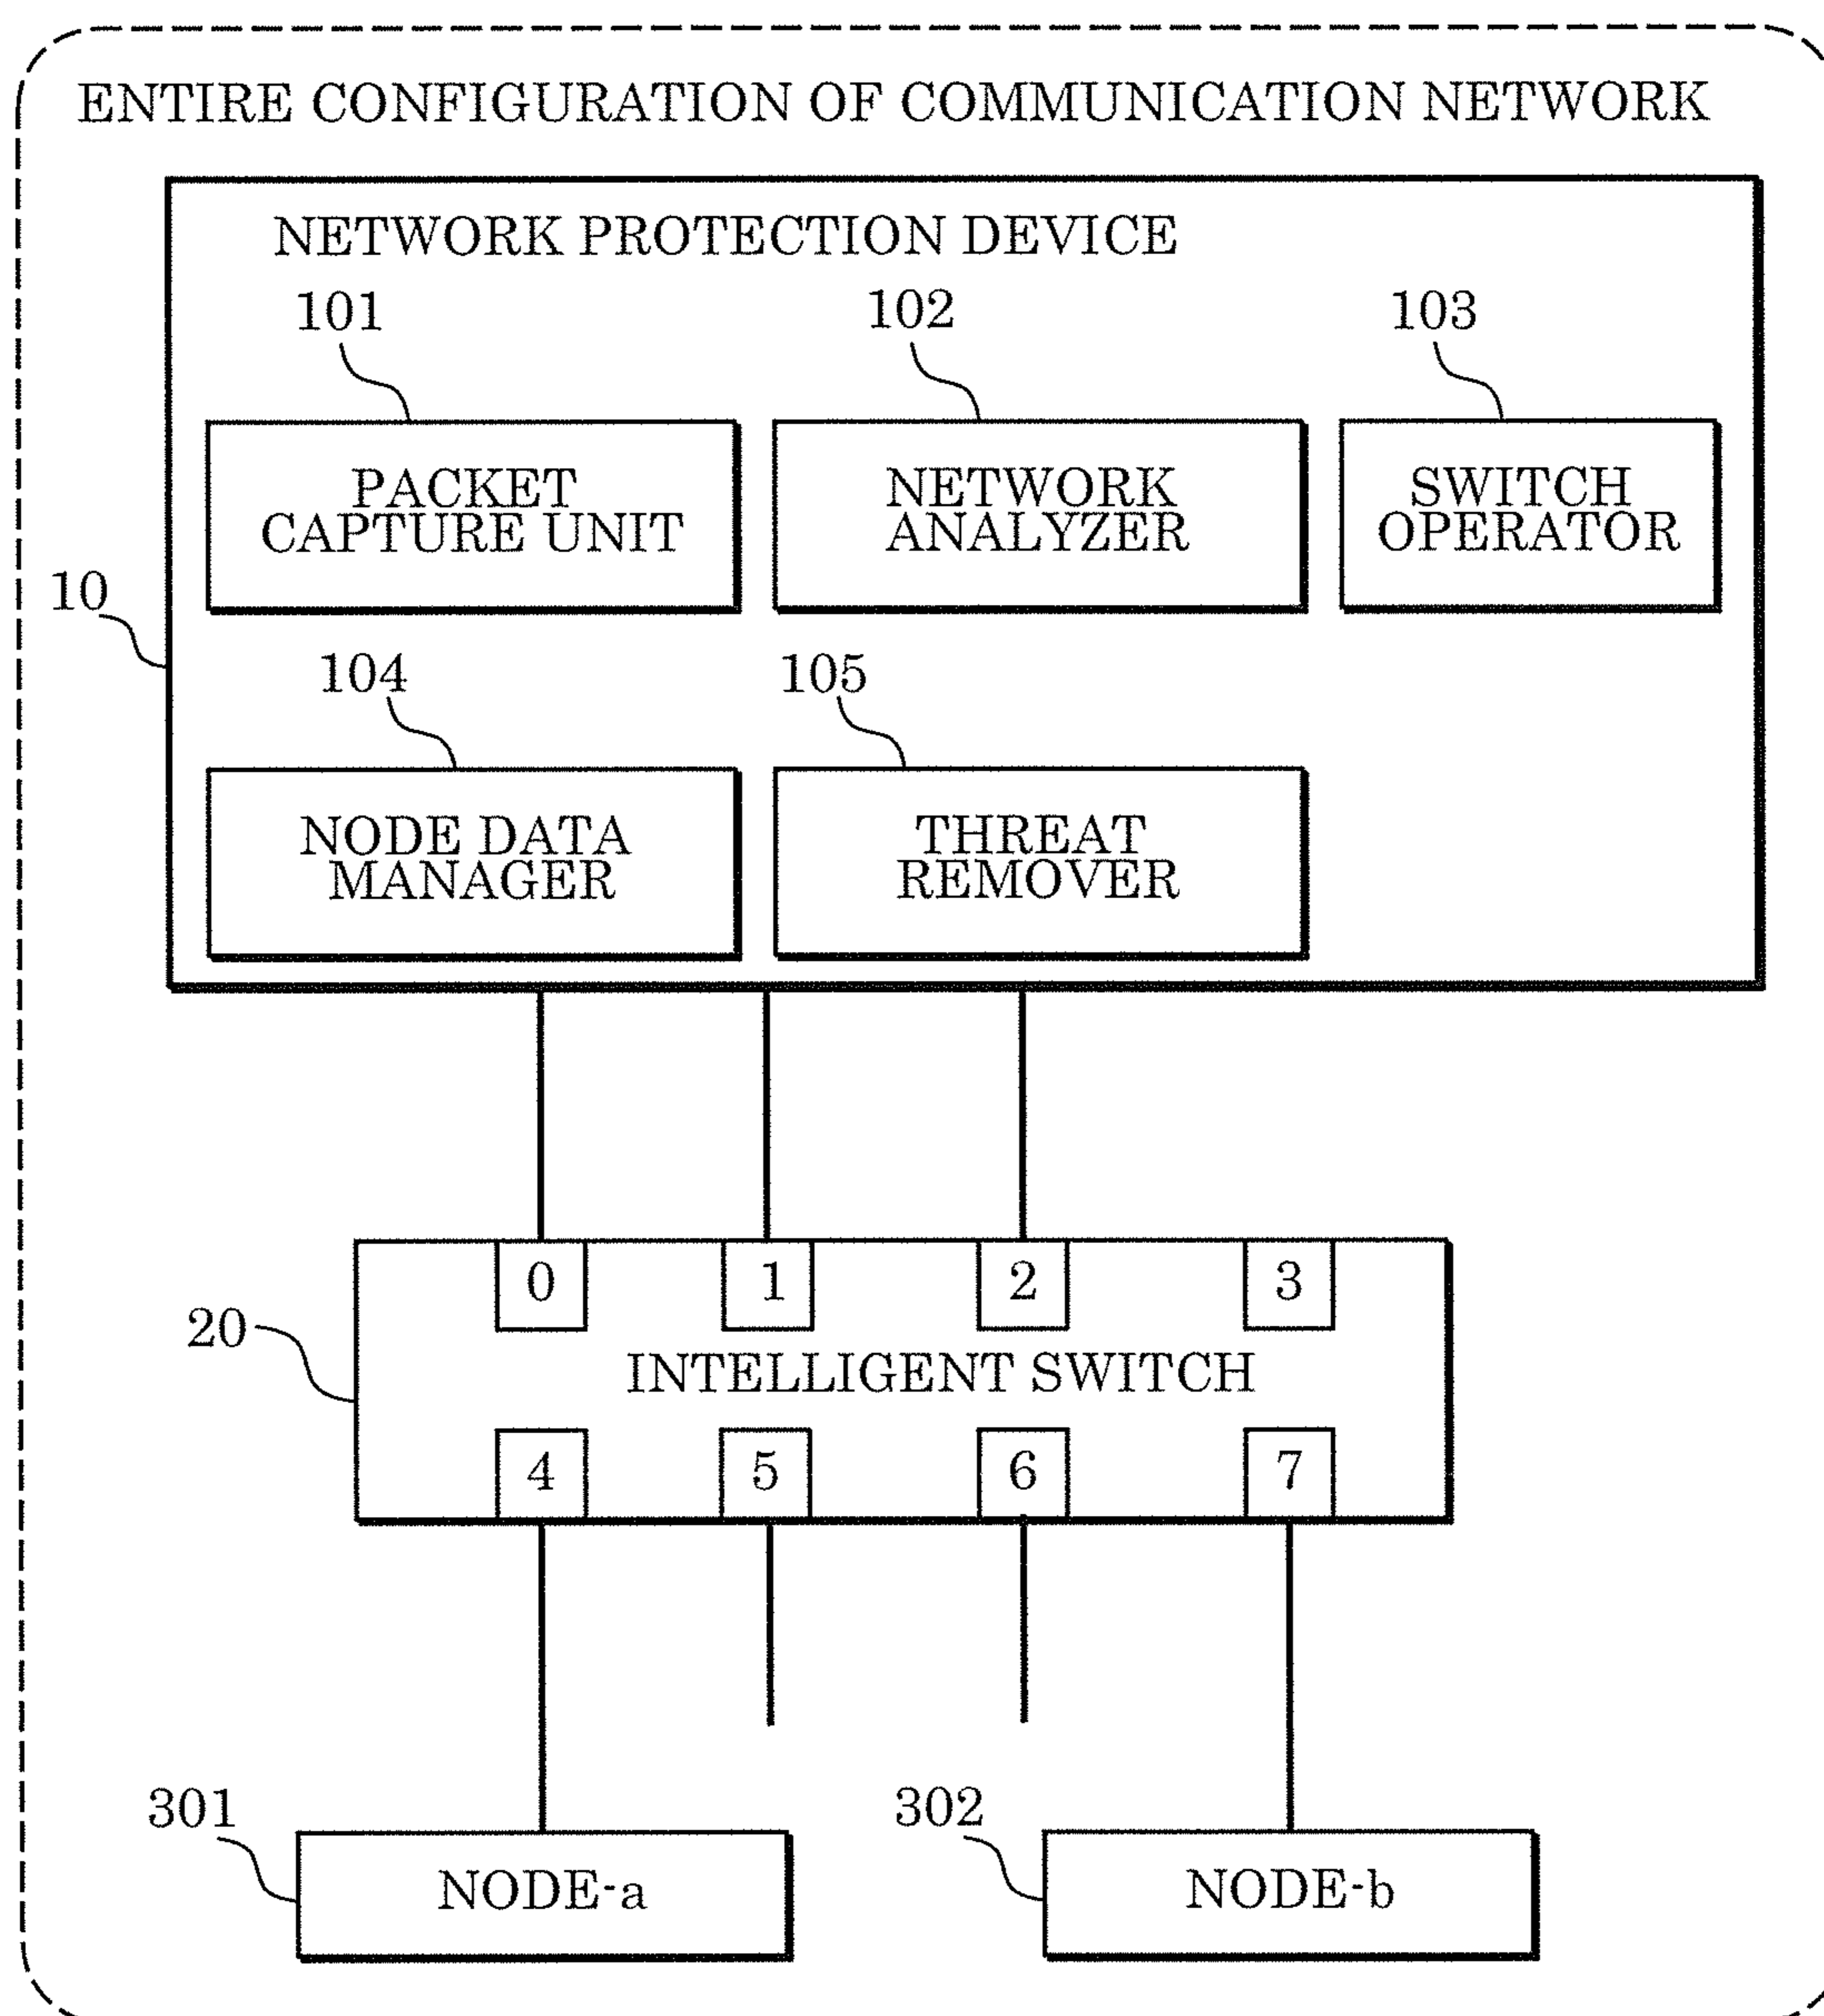 ENTIRE CONFIGURATION OF COMMUNICATION NETWORK
NETWORK PROTECTION DEVICE
101
102
103
PACKET
CAPTURE UNIT
NETWORK
ANALYZER
SWITCH
OPERATOR
10
104
105
NODE DATA
MANAGER
THREAT
REMOVER
0
1
2
3
20
INTELLIGENT SWITCH
4
5
6
7
301
302
NODE-a
NODE-b